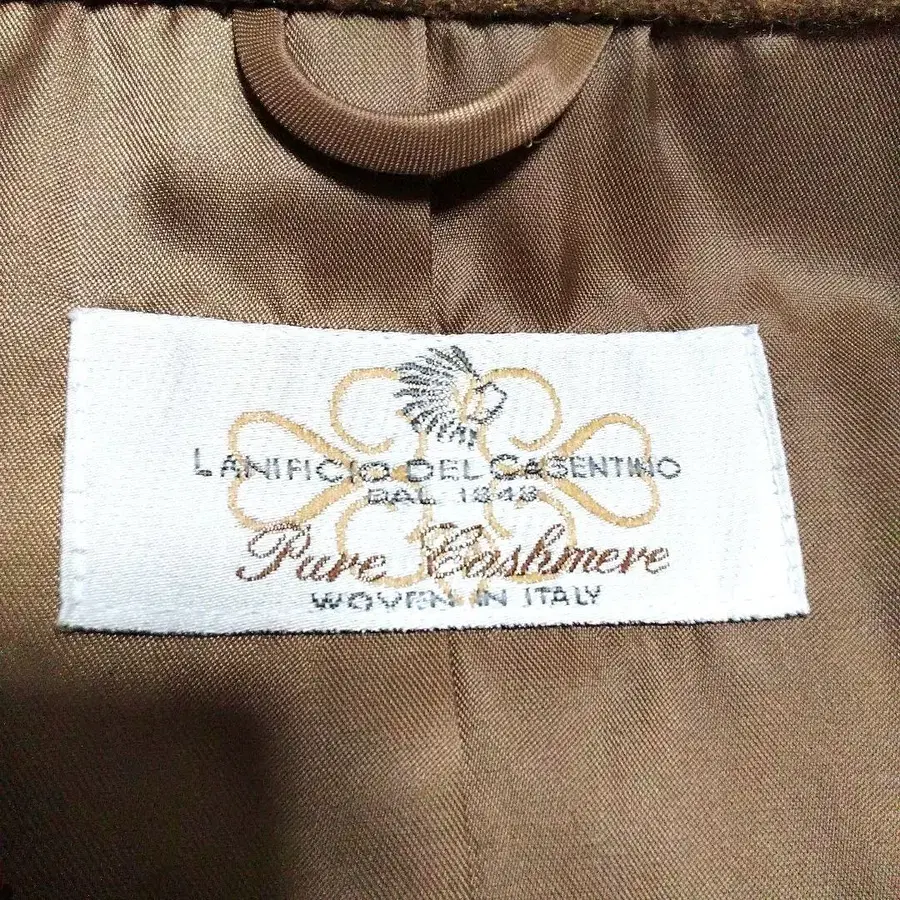 LANIFICIO DEL CASENTINO
DAL 1848
Pure Cashmere
WOVEN IN ITALY